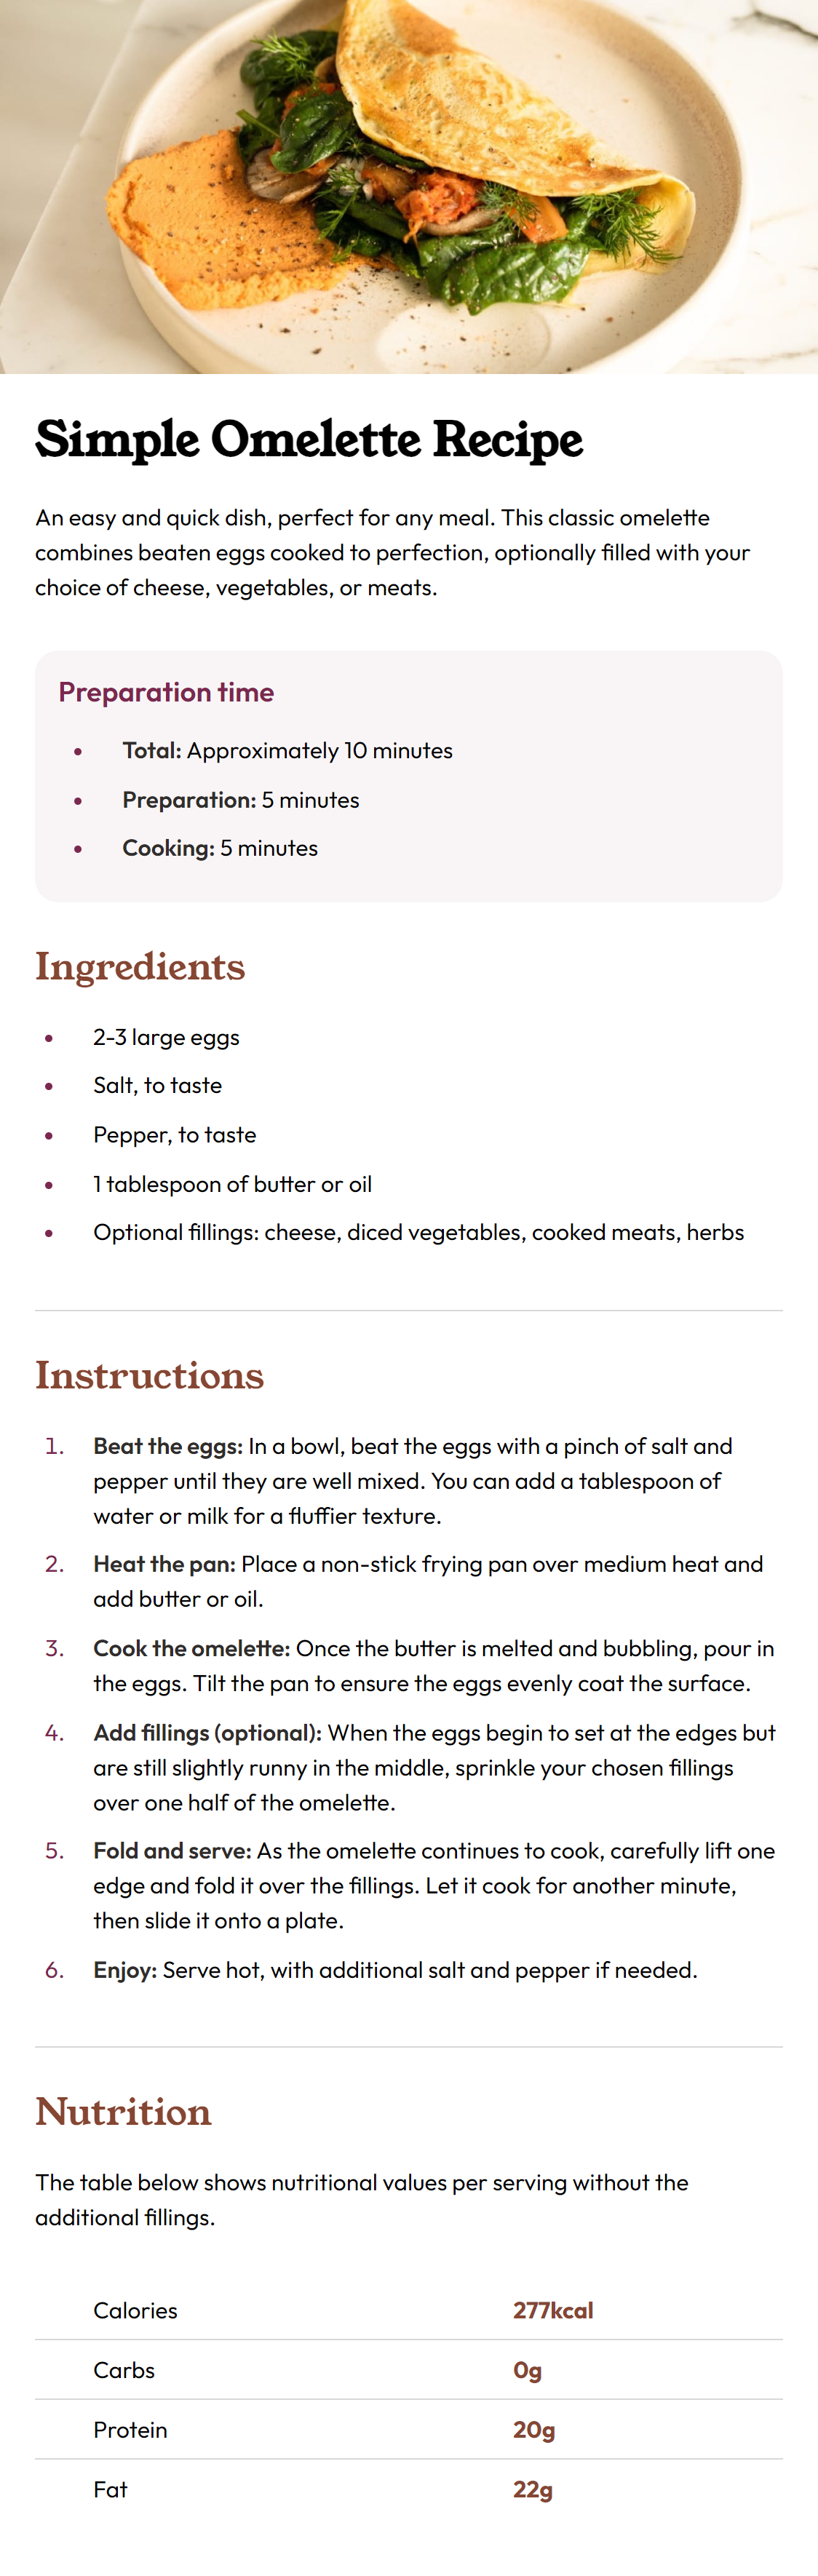 Simple Omelette Recipe
An easy and quick dish, perfect for any meal. This classic omelette
combines beaten eggs cooked to perfection, optionally filled with your
choice of cheese, vegetables, or meats.
Preparation time
• Total: Approximately 10 minutes
• Preparation: 5 minutes
• Cooking: 5 minutes
Ingredients
• 2-3 large eggs
• Salt, to taste
• Pepper, to taste
• 1 tablespoon of butter or oil
• Optional fillings: cheese, diced vegetables, cooked meats, herbs
Instructions
1. Beat the eggs: In a bowl, beat the eggs with a pinch of salt and
pepper until they are well mixed. You can add a tablespoon of
water or milk for a fluffier texture.
2. Heat the pan: Place a non-stick frying pan over medium heat and
add butter or oil.
3. Cook the omelette: Once the butter is melted and bubbling, pour in
the eggs. Tilt the pan to ensure the eggs evenly coat the surface.
4. Add fillings (optional): When the eggs begin to set at the edges but
are still slightly runny in the middle, sprinkle your chosen fillings
over one half of the omelette.
5. Fold and serve: As the omelette continues to cook, carefully lift one
edge and fold it over the fillings. Let it cook for another minute,
then slide it onto a plate.
6. Enjoy: Serve hot, with additional salt and pepper if needed.
Nutrition
The table below shows nutritional values per serving without the
additional fillings.
Calories 277kcal
Carbs 0g
Protein 20g
Fat 22g